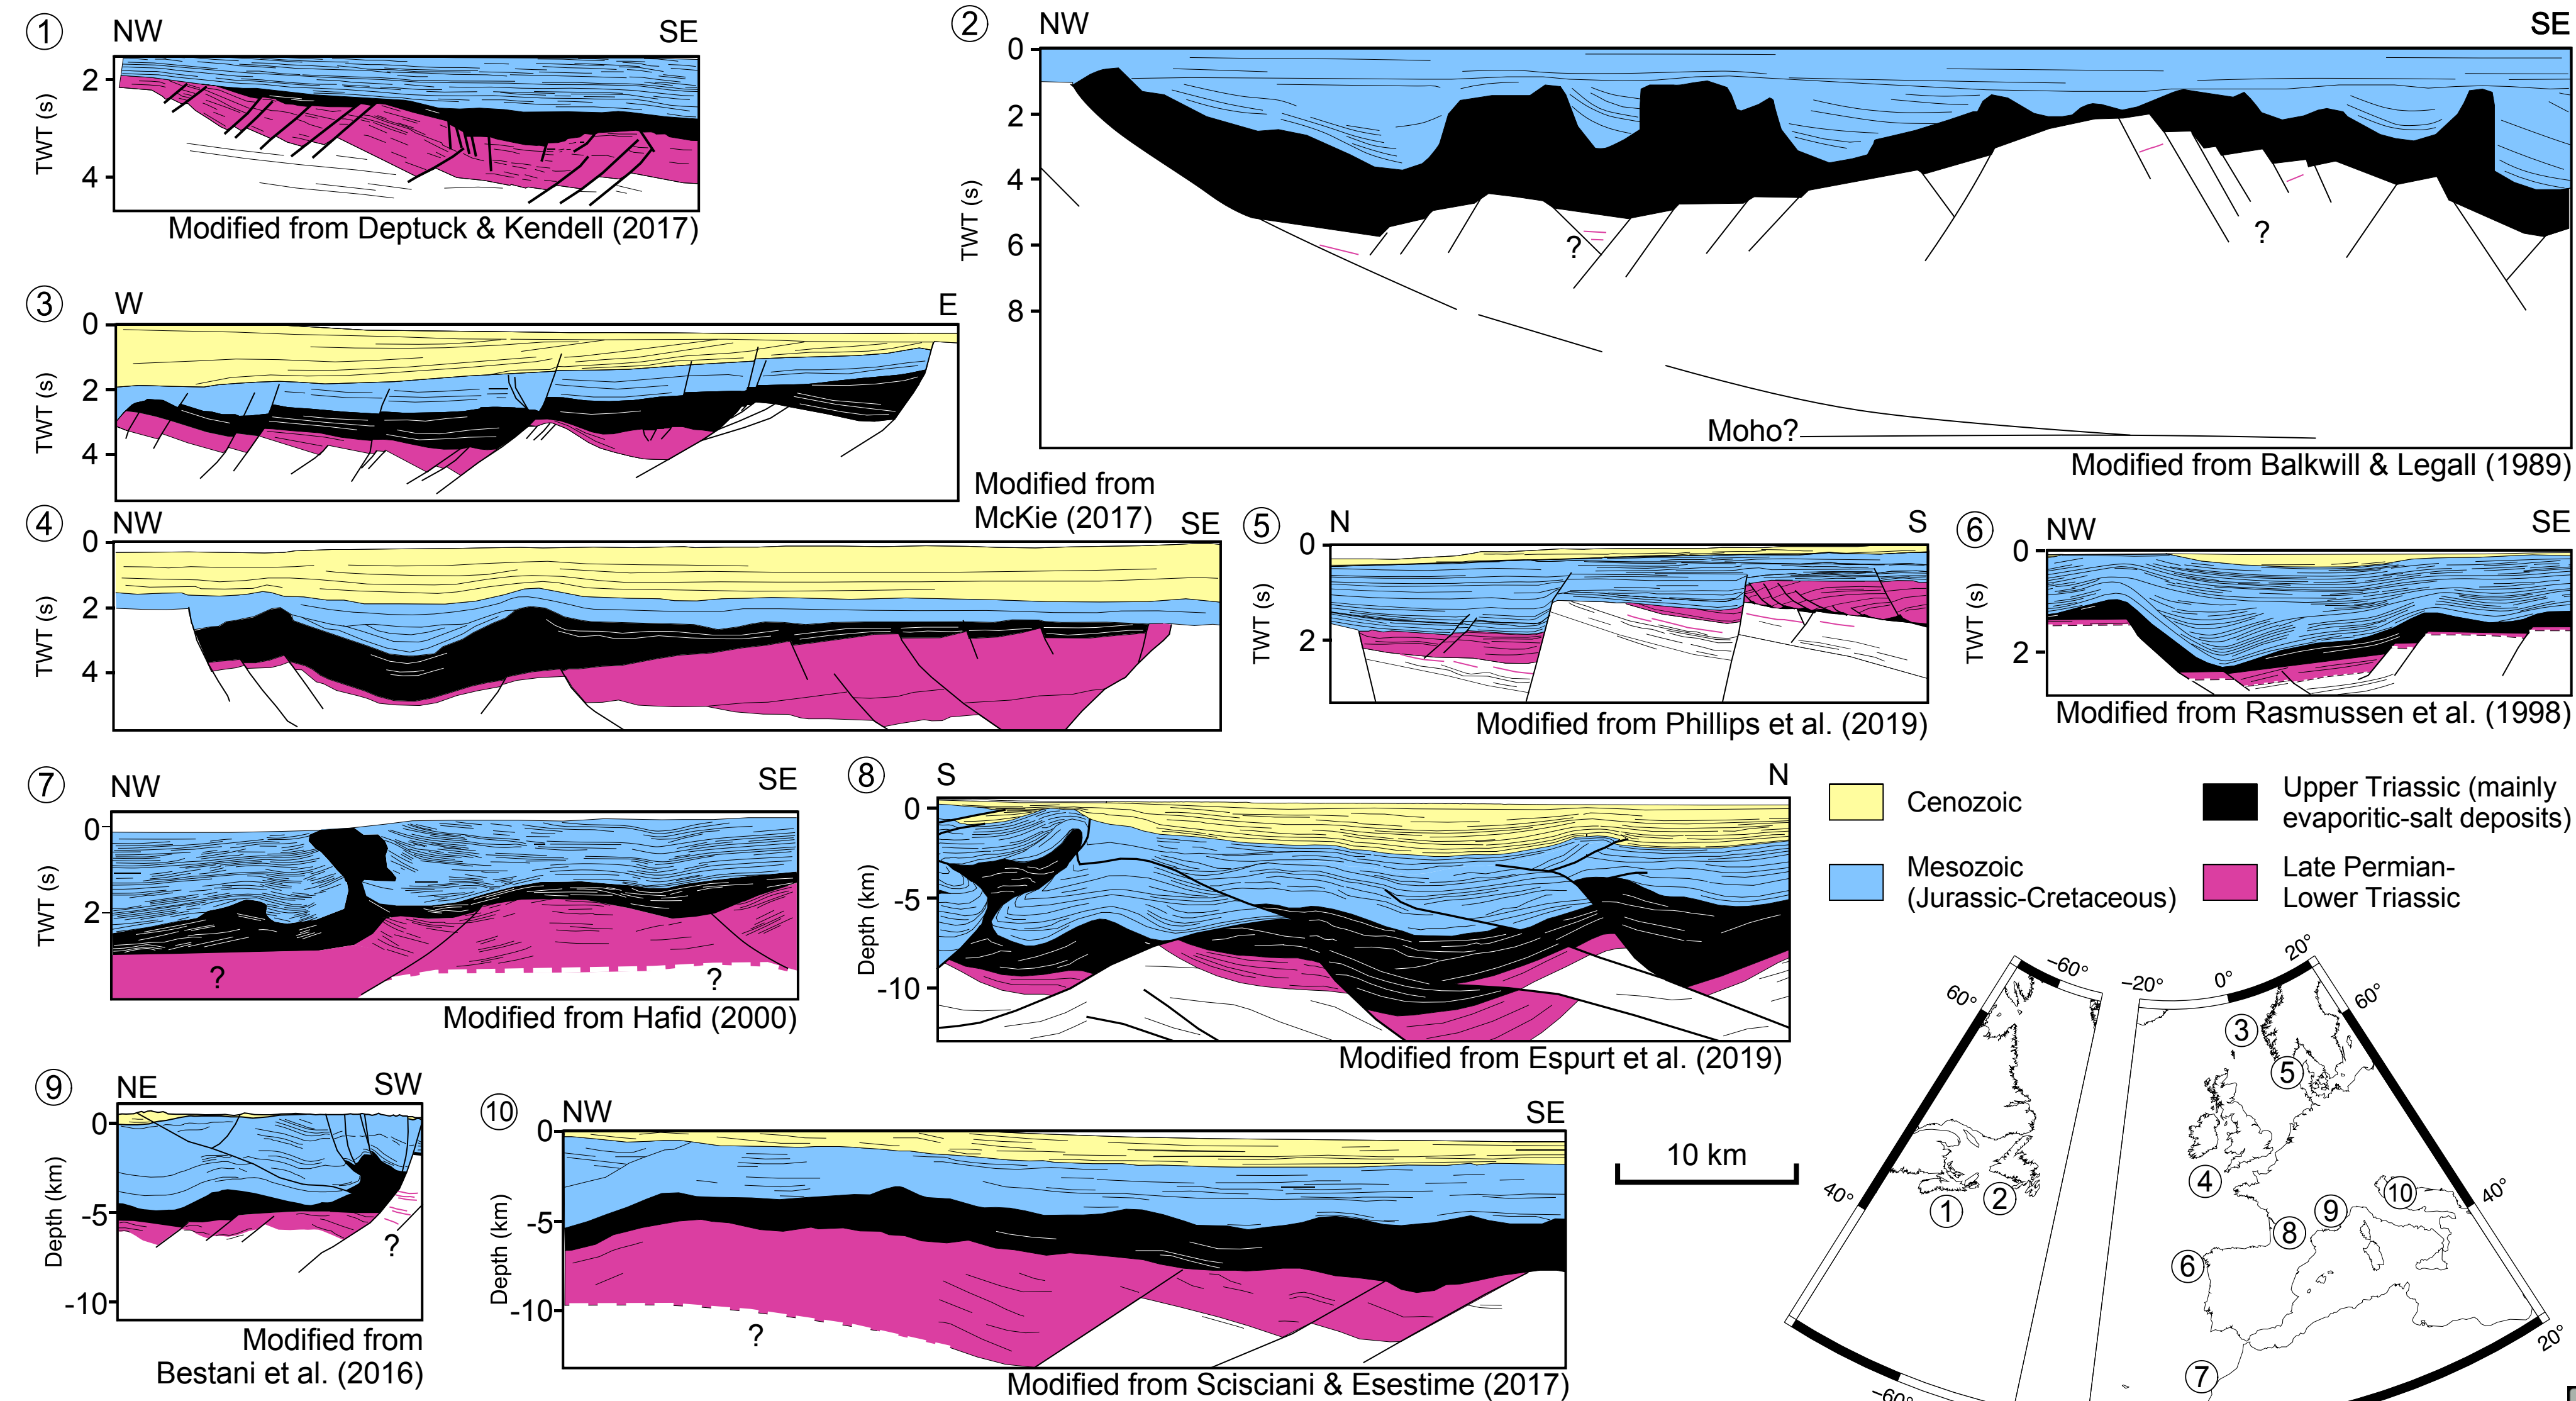 ① NW SE
2
4
TWT (s)
Modified from Deptuck & Kendell (2017)
② NW SE
0
2
4
6
8
TWT (s)
?
?
Moho?
Modified from Balkwill & Legall (1989)
③ W E
0
2
4
TWT (s)
Modified from
McKie (2017)
④ NW SE
0
2
4
TWT (s)
⑤ N S
0
2
TWT (s)
Modified from Phillips et al. (2019)
⑥ NW SE
0
2
TWT (s)
Modified from Rasmussen et al. (1998)
⑦ NW SE
0
2
TWT (s)
? ?
Modified from Hafid (2000)
⑧ S N
0
-5
-10
Depth (km)
Modified from Espurt et al. (2019)
Cenozoic
Mesozoic
(Jurassic-Cretaceous)
Upper Triassic (mainly
evaporitic-salt deposits)
Late Permian-
Lower Triassic
⑨ NE SW
0
-5
-10
Depth (km)
?
Modified from
Bestani et al. (2016)
⑩ NW SE
0
-5
-10
Depth (km)
?
Modified from Scisciani & Esestime (2017)
10 km
−60° −20° 0° 20°
60° 60°
③
⑤
④
① ②
⑩
⑨
⑧
⑥
⑦
40° 40°
20°
−60°